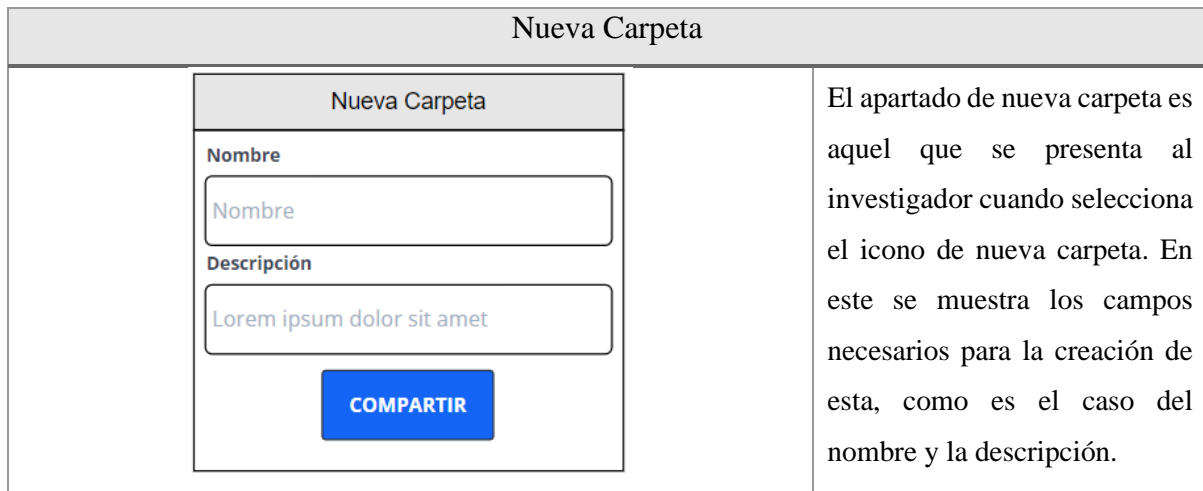 Nueva Carpeta
Nueva Carpeta
Nombre
Nombre
Descripción
Lorem ipsum dolor sit amet
COMPARTIR
El apartado de nueva carpeta es
aquel que se presenta al
investigador cuando selecciona
el icono de nueva carpeta. En
este se muestra los campos
necesarios para la creación de
esta, como es el caso del
nombre y la descripción.